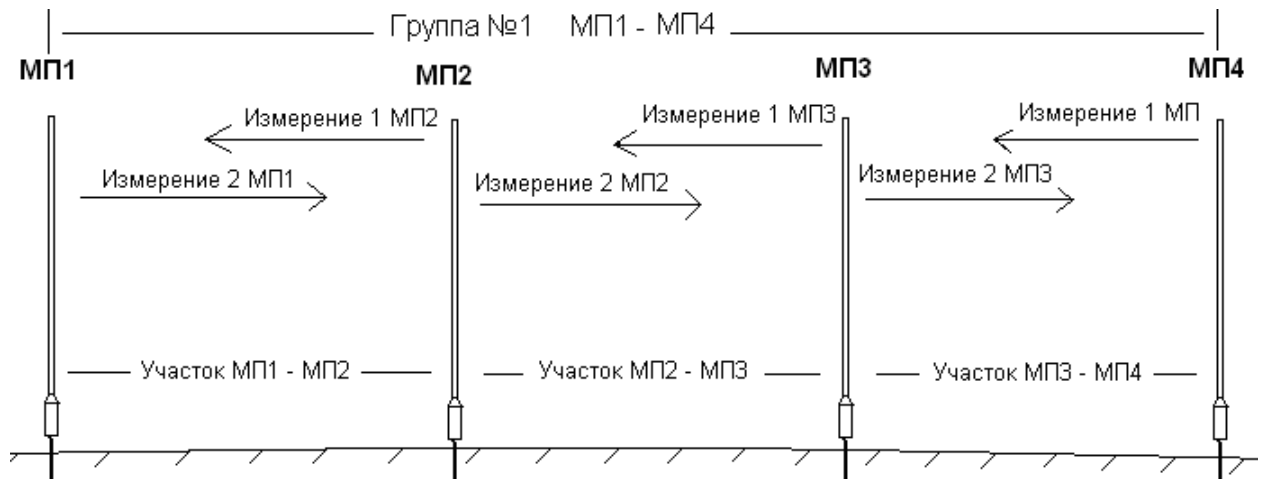 Группа №1 МП1 - МП4
МП1
МП2
МП3
МП4
Измерение 1 МП2
Измерение 1 МП3
Измерение 1 МП
Измерение 2 МП1
Измерение 2 МП2
Измерение 2 МП3
Участок МП1 - МП2
Участок МП2 - МП3
Участок МП3 - МП4